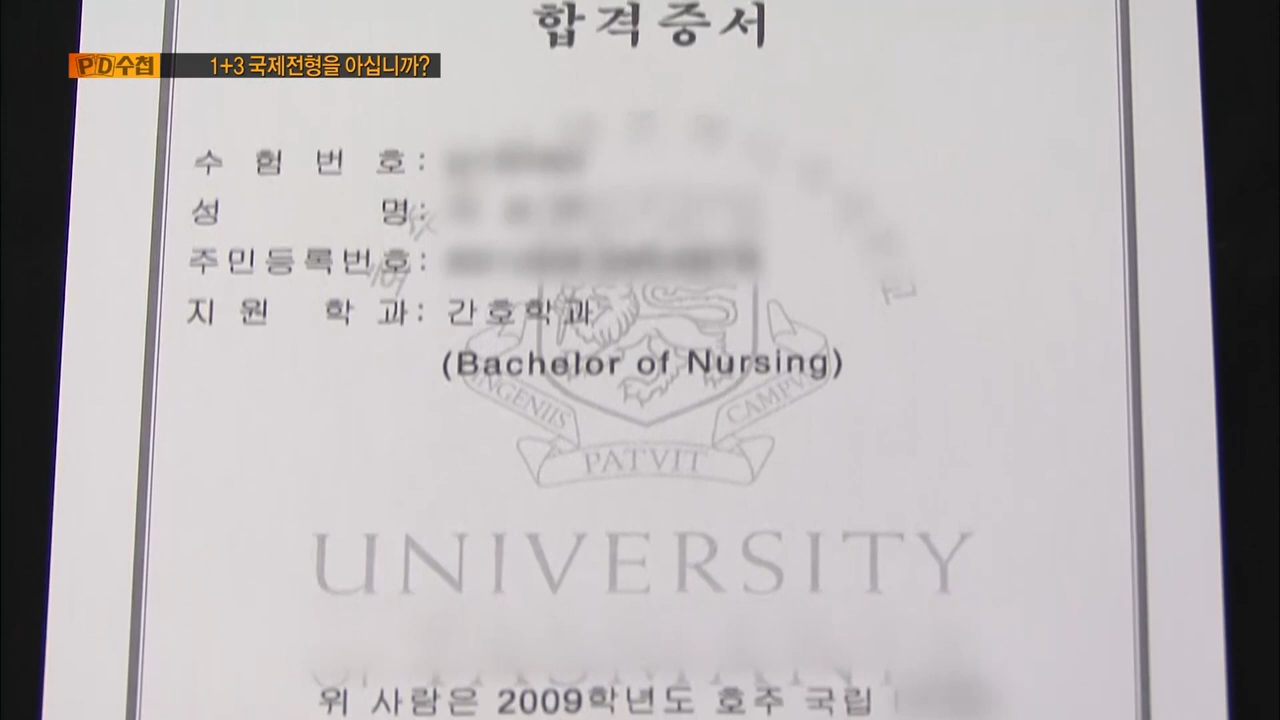 합격증서
PD수첩 1+3 국제전형을 아십니까?
수 험 번 호:
성 명:
주민등록번호:
지 원 학 과: 간호학과
(Bachelor of Nursing)
INGENIIS
CAMPVS
PATVIT
UNIVERSITY
위 사람은 2009학년도 호주 국립